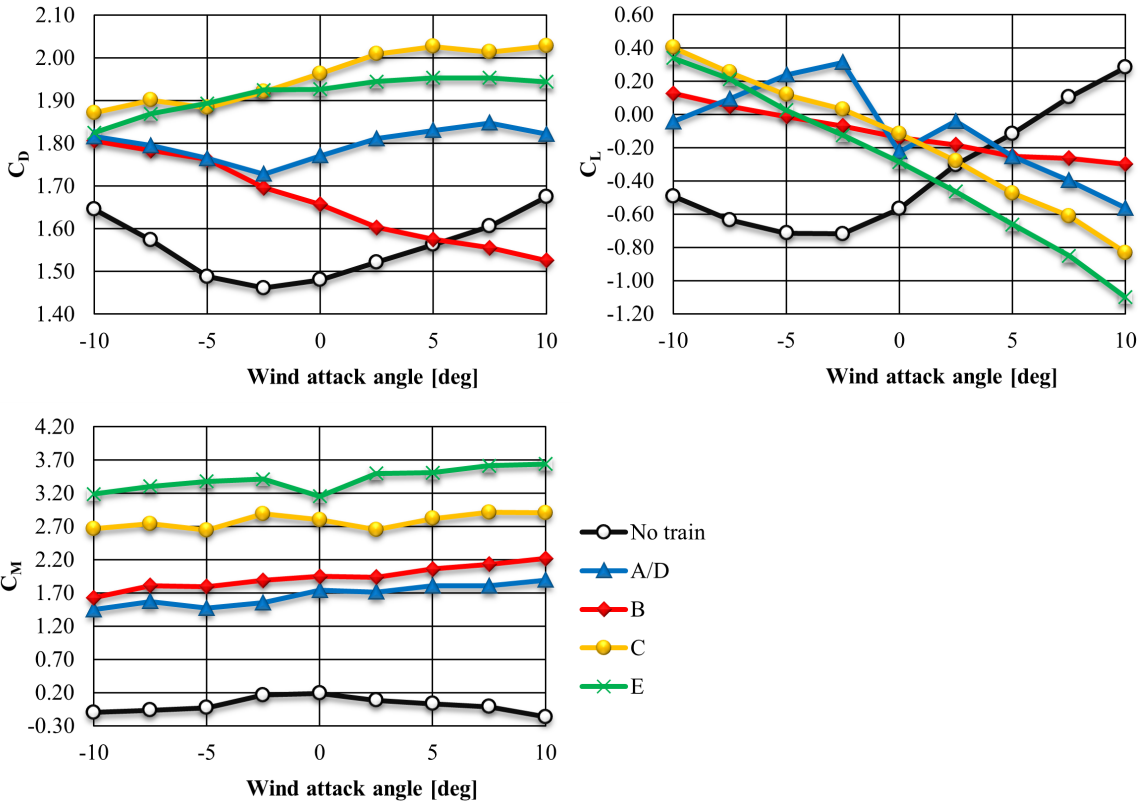 2.10
2.00
1.90
1.80
1.70
1.60
1.50
1.40
C_D
-10 -5 0 5 10
Wind attack angle [deg]
0.60
0.40
0.20
0.00
-0.20
-0.40
-0.60
-0.80
-1.00
-1.20
C_L
-10 -5 0 5 10
Wind attack angle [deg]
4.20
3.70
3.20
2.70
2.20
1.70
1.20
0.70
0.20
-0.30
C_M
-10 -5 0 5 10
Wind attack angle [deg]
No train
A/D
B
C
E